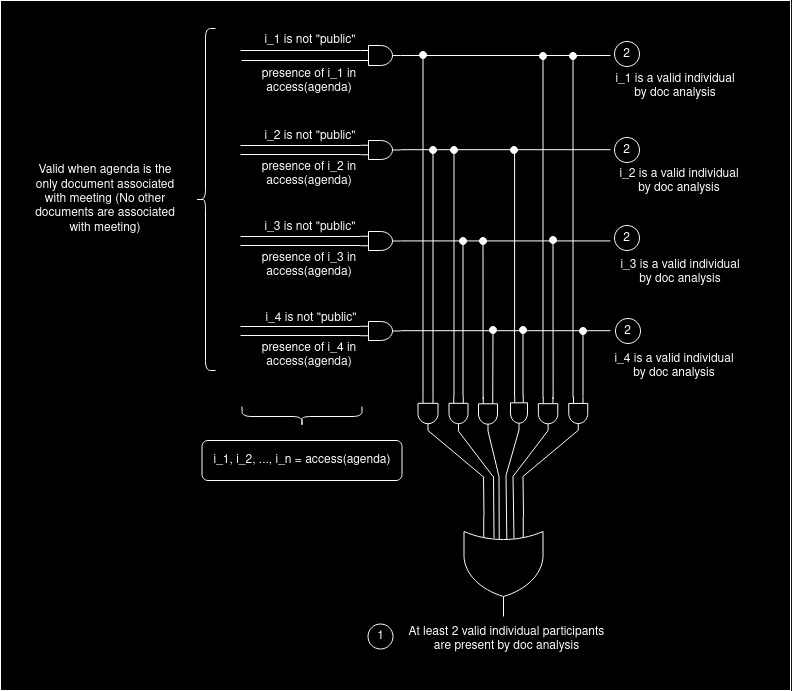 i_1 is not "public"
presence of i_1 in
access(agenda)
2
i_1 is a valid individual
by doc analysis
i_2 is not "public"
presence of i_2 in
access(agenda)
2
i_2 is a valid individual
by doc analysis
Valid when agenda is the
only document associated
with meeting (No other
documents are associated
with meeting)
i_3 is not "public"
presence of i_3 in
access(agenda)
2
i_3 is a valid individual
by doc analysis
i_4 is not "public"
presence of i_4 in
access(agenda)
2
i_4 is a valid individual
by doc analysis
i_1, i_2, ..., i_n = access(agenda)
1
At least 2 valid individual participants
are present by doc analysis